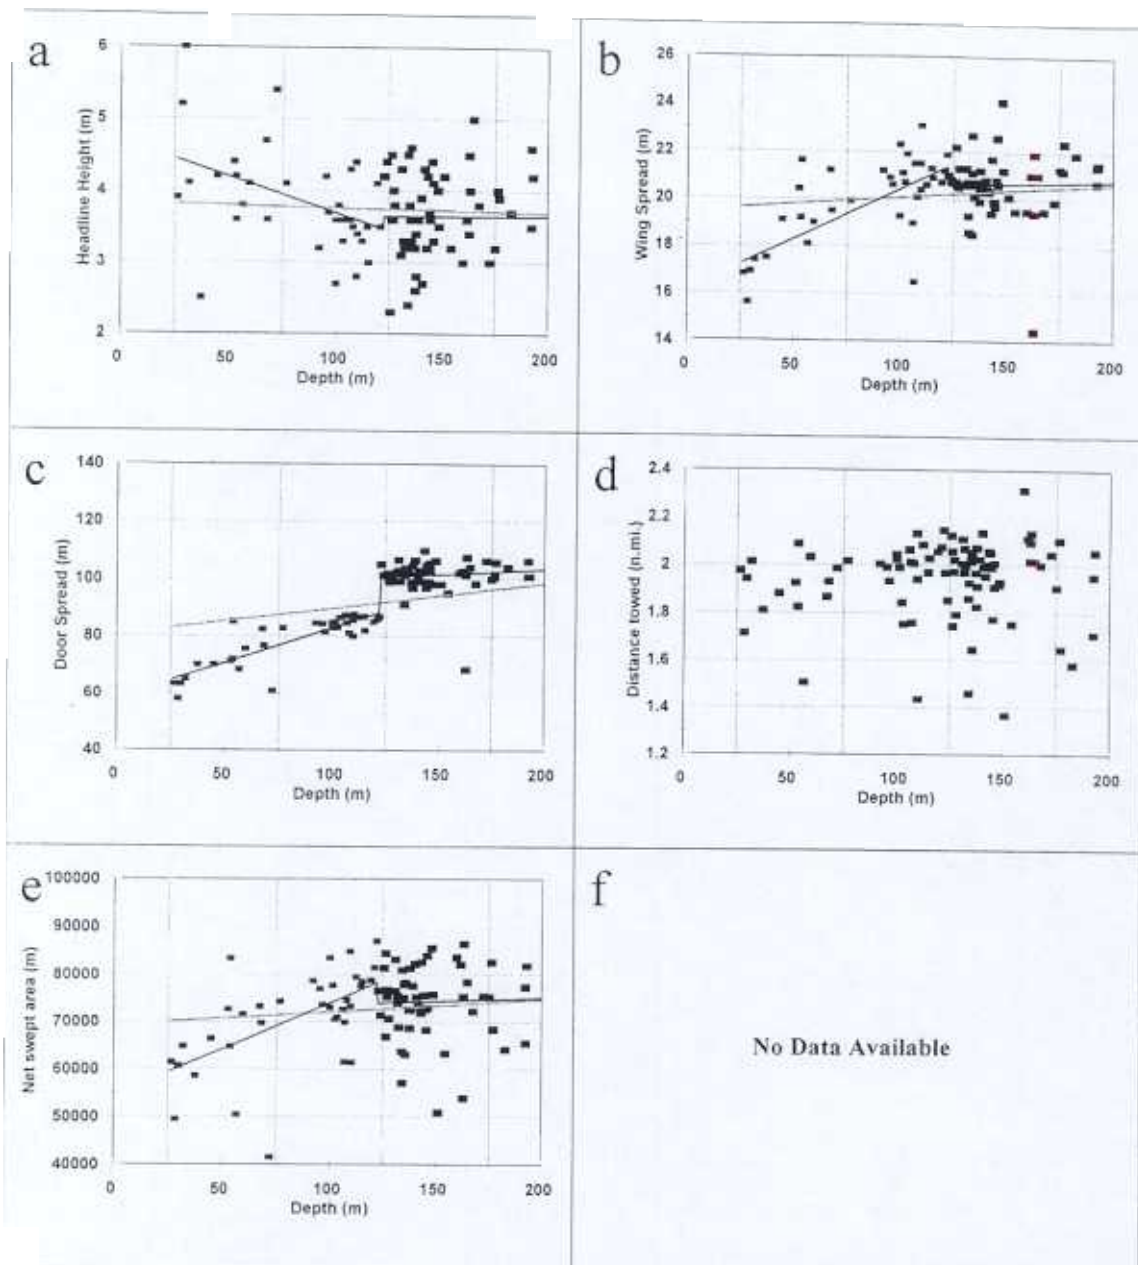 a
6
5
4
3
2
Headline Height (m)
0 50 100 150 200
Depth (m)
b
26
24
22
20
18
16
14
Wing Spread (m)
0 50 100 150 200
Depth (m)
c
140
120
100
80
60
40
Door Spread (m)
0 50 100 150 200
Depth (m)
d
2.4
2.2
2
1.8
1.6
1.4
1.2
Distance towed (n.mi.)
0 50 100 150 200
Depth (m)
e
100000
90000
80000
70000
60000
50000
40000
Net swept area (m)
0 50 100 150 200
Depth (m)
f
No Data Available